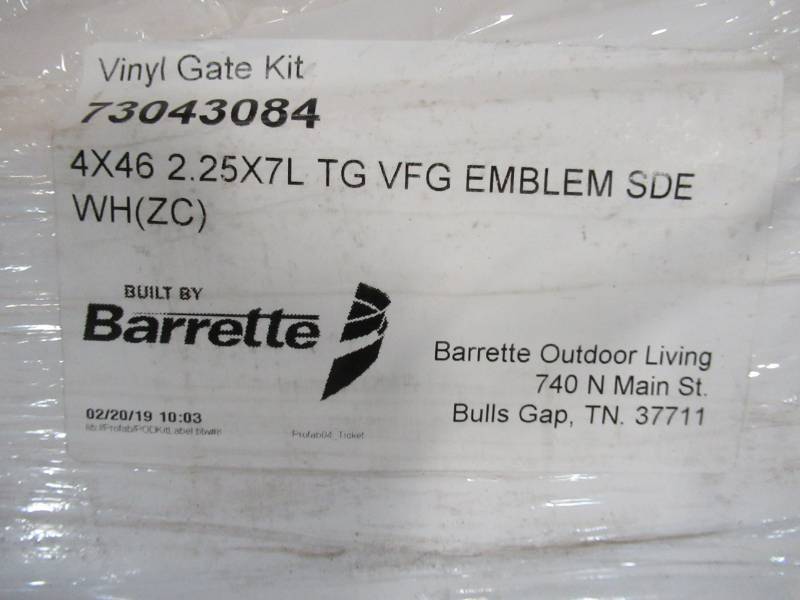 Vinyl Gate Kit
73043084
4X46 2.25X7L TG VFG EMBLEM SDE
WH(ZC)
BUILT BY
Barrette
Barrette Outdoor Living
740 N Main St.
Bulls Gap, TN. 37711
02/20/19 10:03
Profab04_Ticket